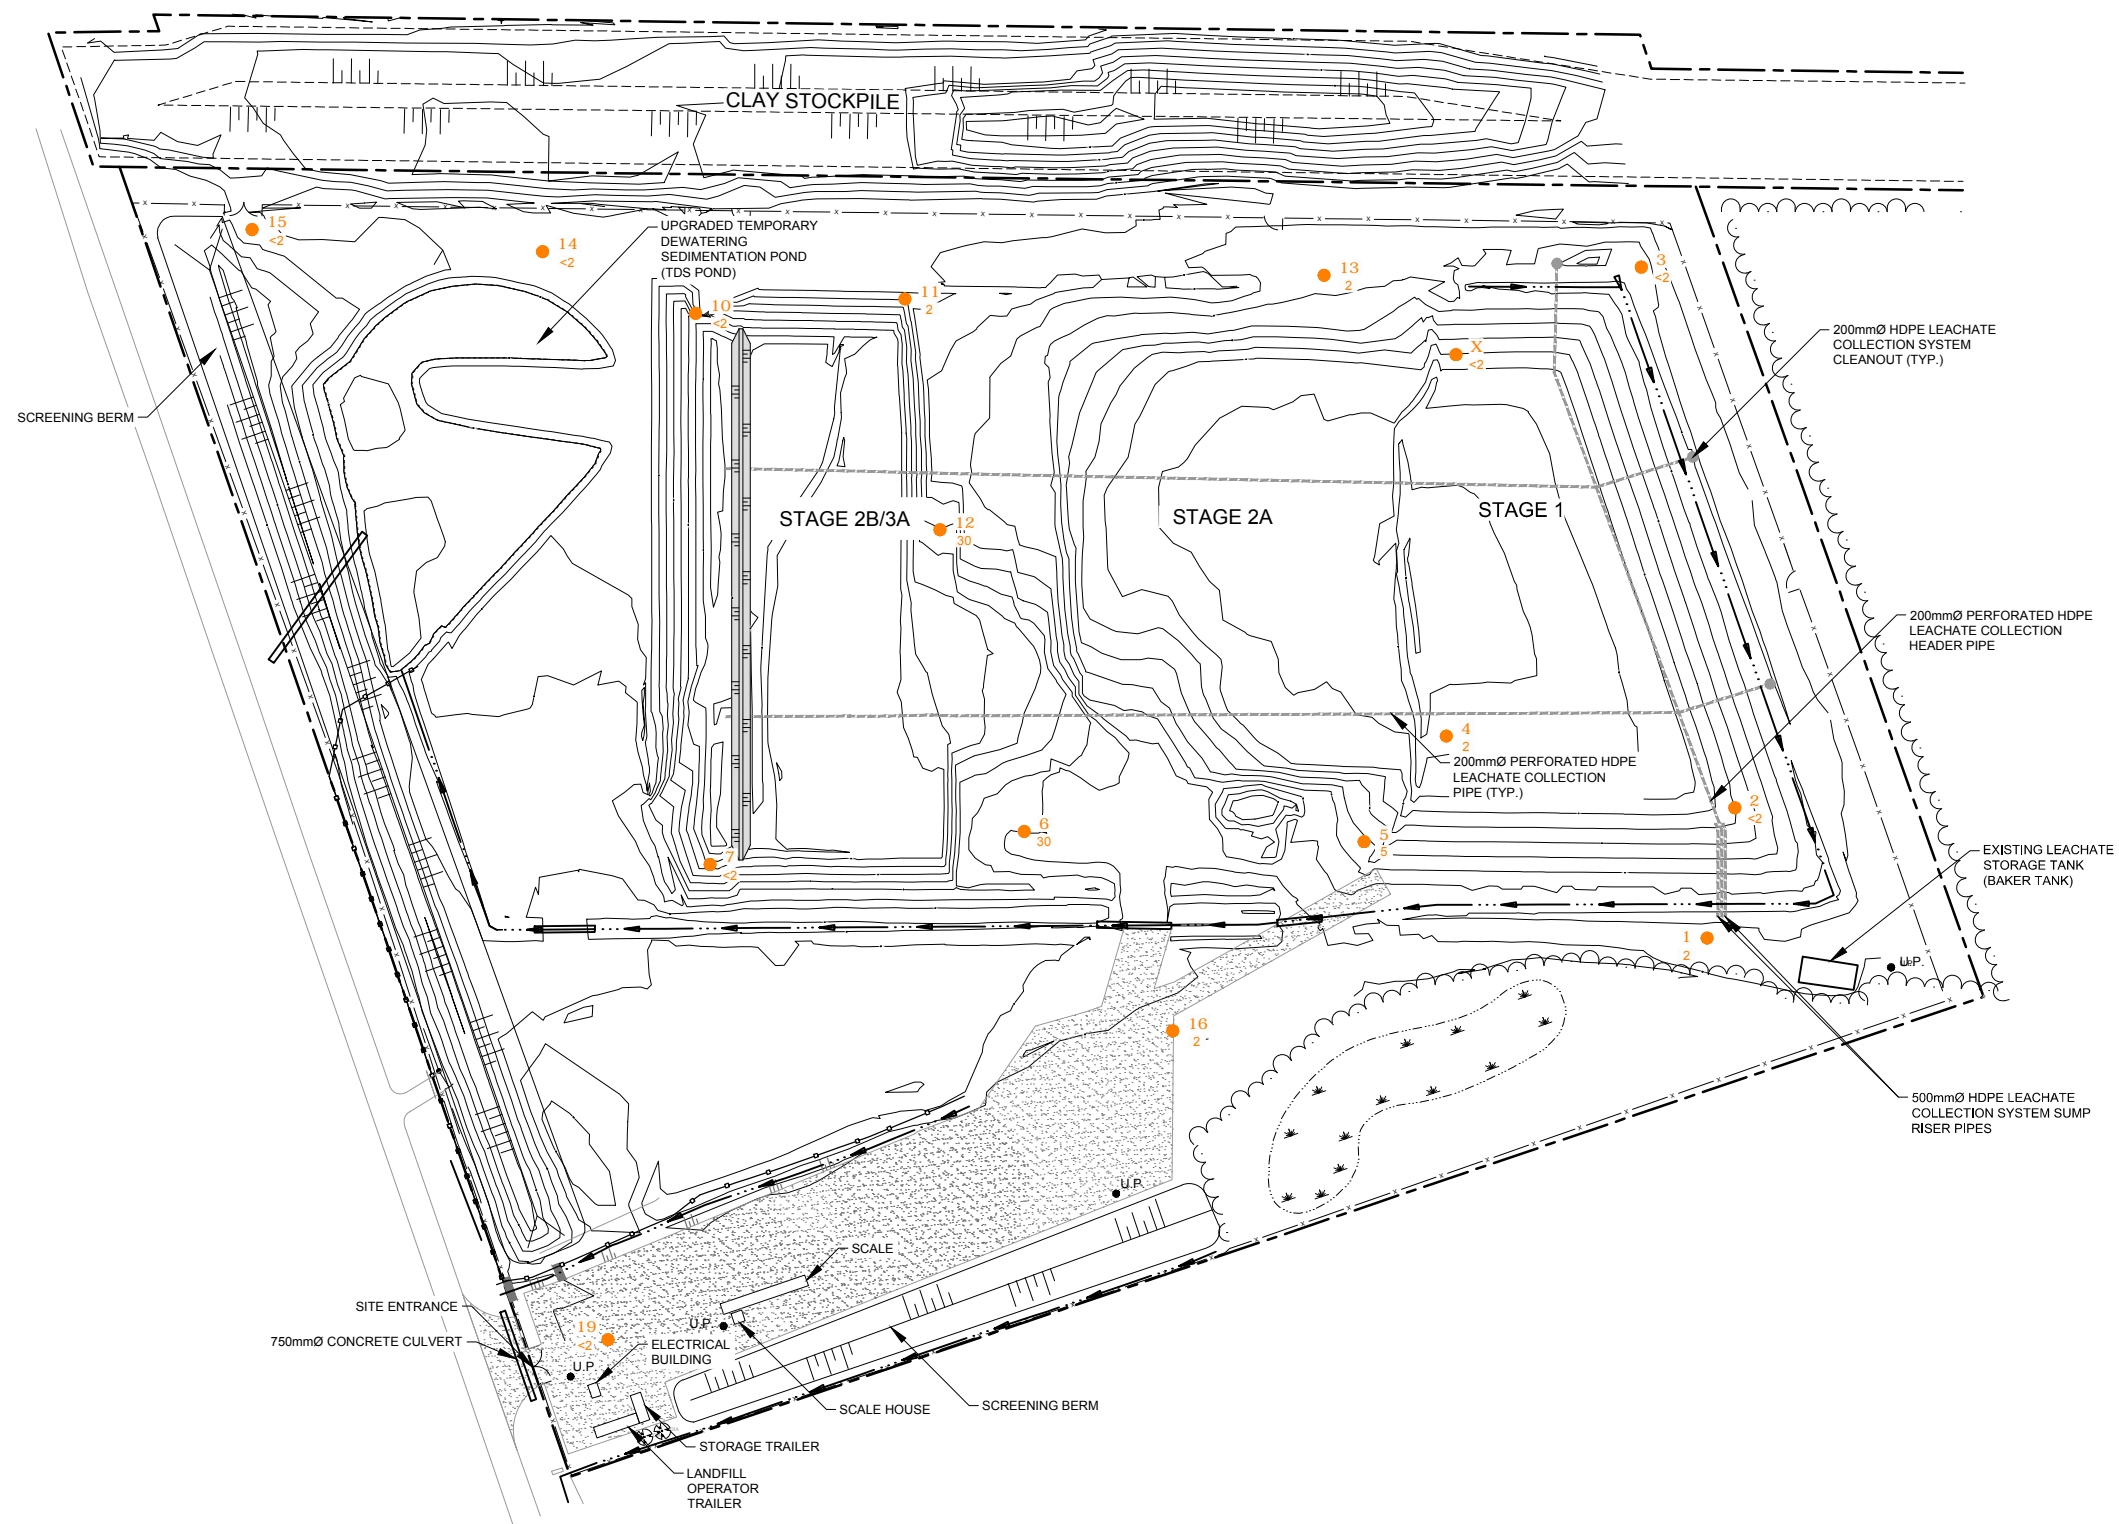 CLAY STOCKPILE
15
<2
14
<2
UPGRADED TEMPORARY
DEWATERING
SEDIMENTATION POND
(TDS POND)
10
<2
11
2
13
2
3
<2
X
<2
200mmØ HDPE LEACHATE
COLLECTION SYSTEM
CLEANOUT (TYP.)
SCREENING BERM
STAGE 2B/3A
12
30
STAGE 2A
STAGE 1
200mmØ PERFORATED HDPE
LEACHATE COLLECTION
HEADER PIPE
4
2
200mmØ PERFORATED HDPE
LEACHATE COLLECTION
PIPE (TYP.)
2
<2
6
30
5
5
7
<2
EXISTING LEACHATE
STORAGE TANK
(BAKER TANK)
1
2
U.P.
16
2
500mmØ HDPE LEACHATE
COLLECTION SYSTEM SUMP
RISER PIPES
U.P.
SCALE
SITE ENTRANCE
750mmØ CONCRETE CULVERT
19
<2
U.P.
ELECTRICAL
BUILDING
U.P.
SCALE HOUSE
SCREENING BERM
STORAGE TRAILER
LANDFILL
OPERATOR
TRAILER